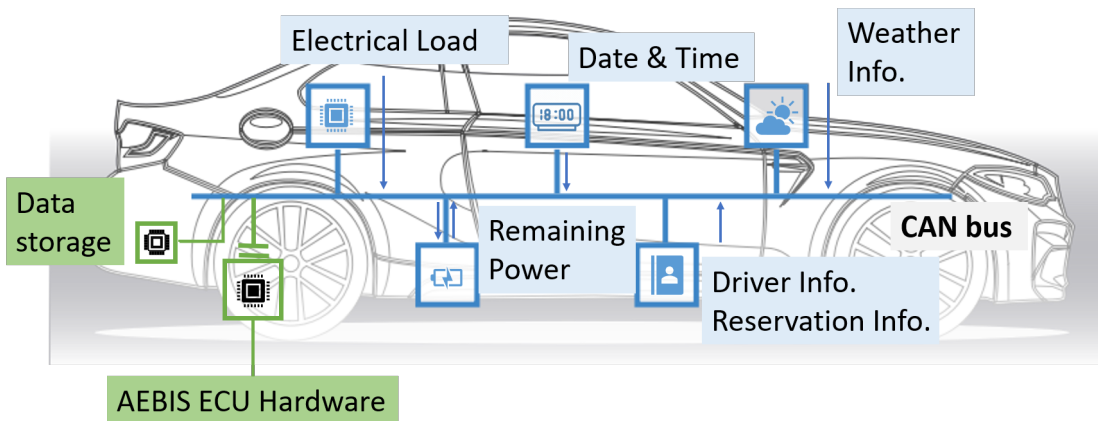 Electrical Load
Date & Time
Weather
Info.
18:00
Data
storage
CAN bus
Remaining
Power
Driver Info.
Reservation Info.
AEBIS ECU Hardware